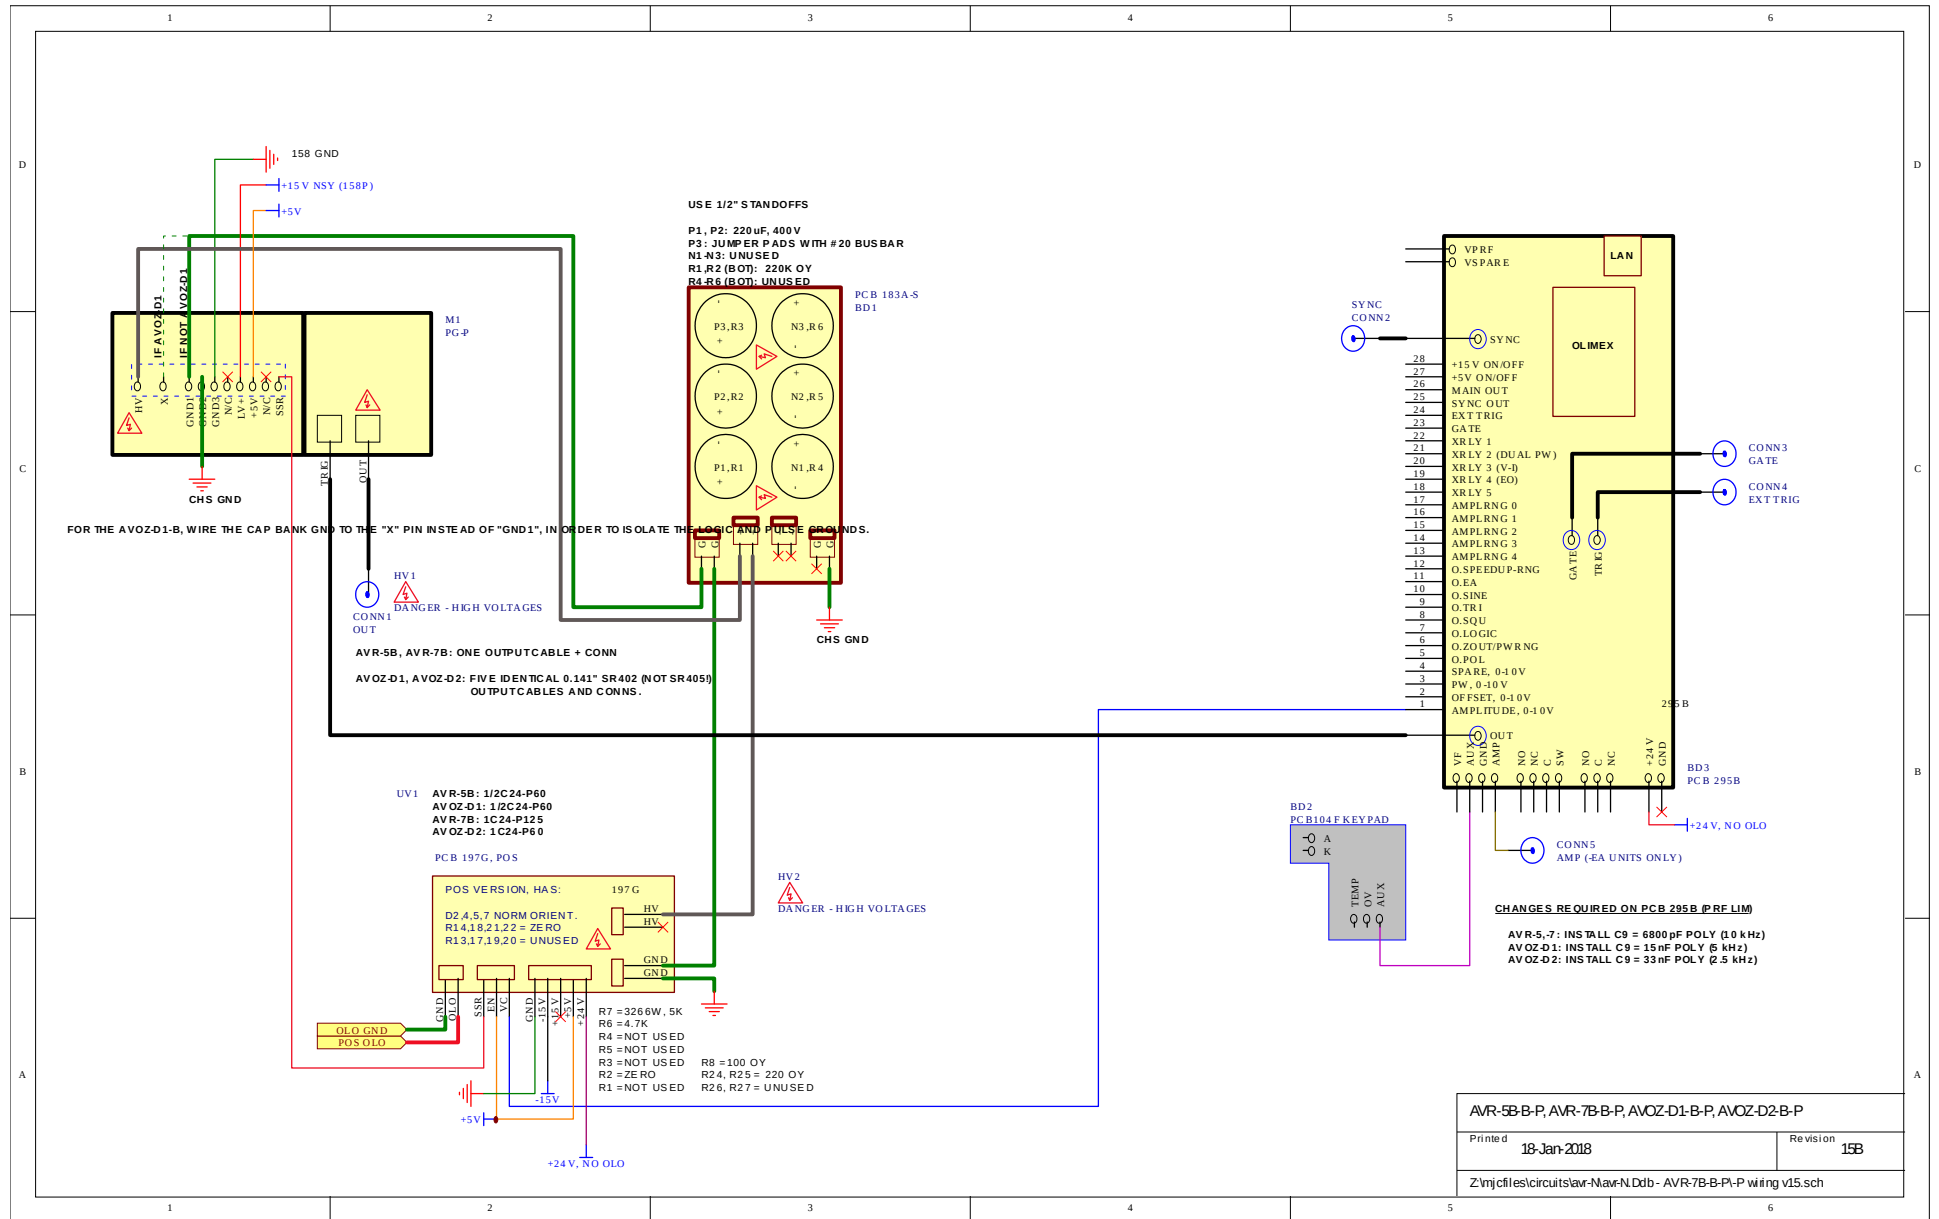 1 2 3 4 5 6
D D
C C
B B
A A
158 GND
+15V NSY (158P)
+5V
IF AVOZ-D1
IF NOT AVOZ-D1
M1
PG-P
HV
X
GND1
GND2
GND3
N/C
LV+
+5V
N/C
SSR
TRIG
OUT
CHS GND
FOR THE AVOZ-D1-B, WIRE THE CAP BANK GND TO THE "X" PIN INSTEAD OF "GND1", IN ORDER TO ISOLATE THE LOGIC AND PULSE GROUNDS.
HV1
DANGER - HIGH VOLTAGES
CONN1
OUT
AVR-5B, AVR-7B: ONE OUTPUT CABLE + CONN
AVOZ-D1, AVOZ-D2: FIVE IDENTICAL 0.141" SR402 (NOT SR405!)
OUTPUT CABLES AND CONNS.
USE 1/2" STANDOFFS
P1, P2: 220uF, 400V
P3: JUMPER PADS WITH #20 BUSBAR
N1-N3: UNUSED
R1,R2 (BOT): 220K OY
R4-R6 (BOT): UNUSED
PCB 183A-S
BD1
P3,R3
N3,R6
P2,R2
N2,R5
P1,R1
N1,R4
G
G
G
G
CHS GND
VPRF
VSPARE
LAN
OLIMEX
SYNC
CONN2
SYNC
28 +15V ON/OFF
27 +5V ON/OFF
26 MAIN OUT
25 SYNC OUT
24 EXT TRIG
23 GATE
22 XRLY 1
21 XRLY 2 (DUAL PW)
20 XRLY 3 (V-I)
19 XRLY 4 (EO)
18 XRLY 5
17 AMPLRNG 0
16 AMPLRNG 1
15 AMPLRNG 2
14 AMPLRNG 3
13 AMPLRNG 4
12 O.SPEEDUP-RNG
11 O.EA
10 O.SINE
9 O.TRI
8 O.SQU
7 O.LOGIC
6 O.ZOUT/PWRNG
5 O.POL
4 SPARE, 0-10V
3 PW, 0-10V
2 OFFSET, 0-10V
1 AMPLITUDE, 0-10V
GATE
TRIG
CONN3
GATE
CONN4
EXT TRIG
295B
OUT
VF
AUX
GND
AMP
NO
NC
C
SW
NO
C
NC
+24V
GND
BD3
PCB 295B
+24V, NO OLO
CONN5
AMP (-EA UNITS ONLY)
BD2
PCB104F KEYPAD
A
K
TEMP
OV
AUX
CHANGES REQUIRED ON PCB 295B (PRF LIM)
AVR-5,-7: INSTALL C9 = 6800pF POLY (10 kHz)
AVOZ-D1: INSTALL C9 = 15nF POLY (5 kHz)
AVOZ-D2: INSTALL C9 = 33nF POLY (2.5 kHz)
UV1
AVR-5B: 1/2C24-P60
AVOZ-D1: 1/2C24-P60
AVR-7B: 1C24-P125
AVOZ-D2: 1C24-P60
PCB 197G, POS
POS VERSION, HAS:
197G
D2,4,5,7 NORM ORIENT.
R14,18,21,22 = ZERO
R13,17,19,20 = UNUSED
HV
HV
GND
GND
HV2
DANGER - HIGH VOLTAGES
GND
OLO
SSR
EN
VC
GND
-15V
+15V
+5V
+24V
OLO GND
POS OLO
R7 =3266W, 5K
R6 =4.7K
R4 =NOT USED
R5 =NOT USED
R3 =NOT USED R8 =100 OY
R2 =ZERO R24, R25 = 220 OY
R1 =NOT USED R26, R27 = UNUSED
-15V
+5V
+24V, NO OLO
AVR-5B-B-P, AVR-7B-B-P, AVOZ-D1-B-P, AVOZ-D2-B-P
Printed
18-Jan-2018
Revision
15B
Z:\mjcfiles\circuits\avr-N\avr-N.Ddb - AVR-7B-B-P\-P wiring v15.sch
1 2 3 4 5 6